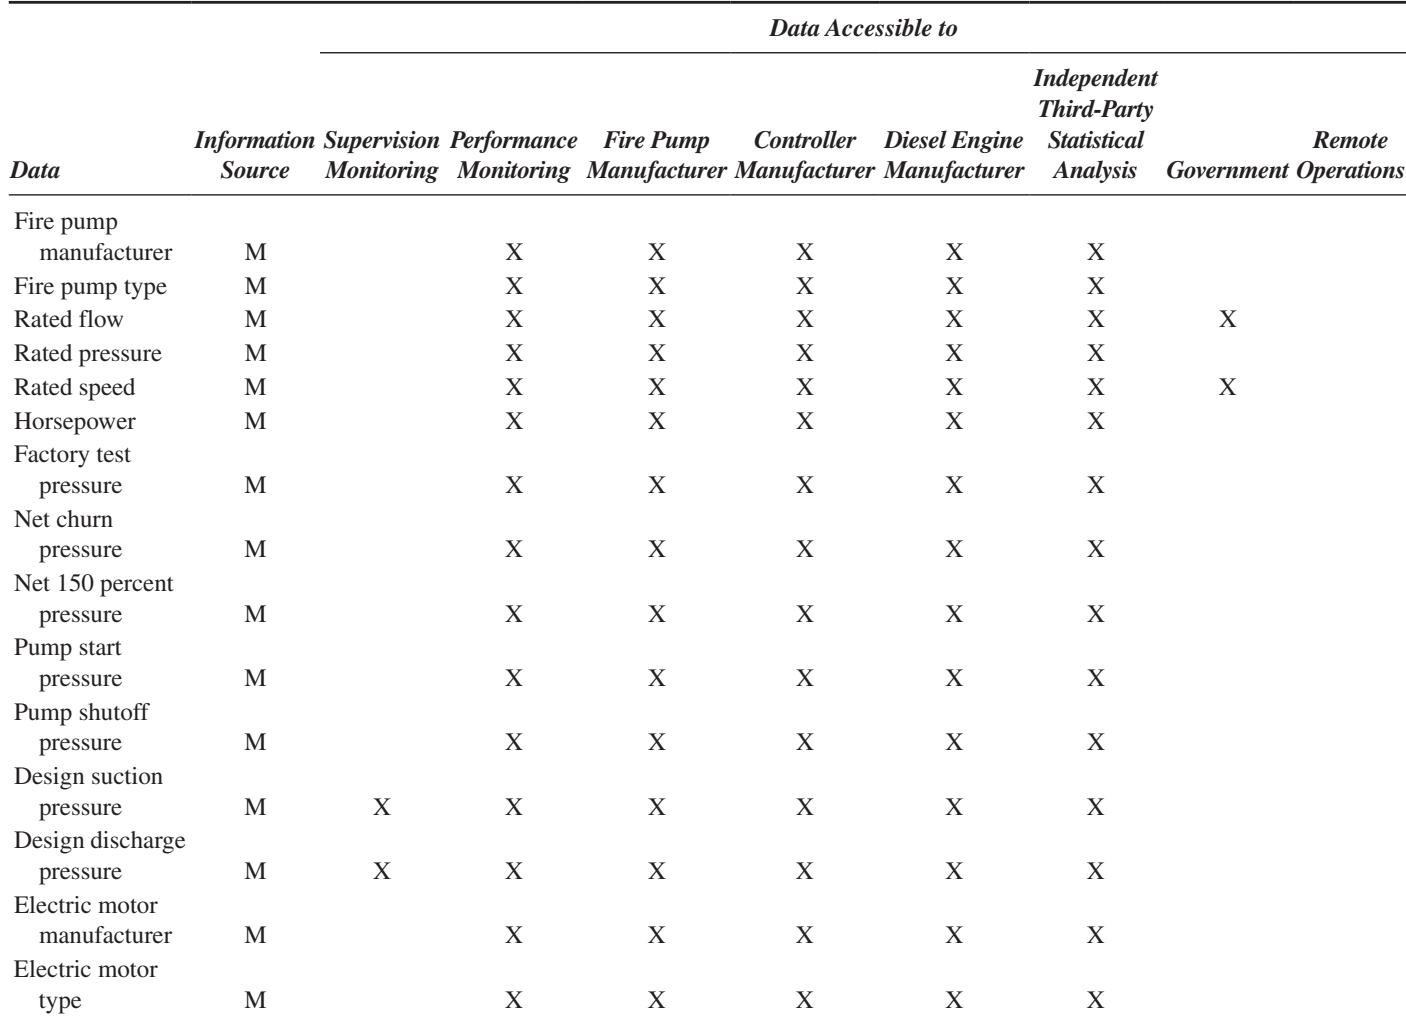 Data Accessible to
Independent
Third-Party
Information Supervision Performance Fire Pump Controller Diesel Engine Statistical Remote
Data Source Monitoring Monitoring Manufacturer Manufacturer Manufacturer Analysis Government Operations
Fire pump
manufacturer M X X X X X
Fire pump type M X X X X X
Rated flow M X X X X X X
Rated pressure M X X X X X
Rated speed M X X X X X X
Horsepower M X X X X X
Factory test
pressure M X X X X X
Net churn
pressure M X X X X X
Net 150 percent
pressure M X X X X X
Pump start
pressure M X X X X X
Pump shutoff
pressure M X X X X X
Design suction
pressure M X X X X X X
Design discharge
pressure M X X X X X X
Electric motor
manufacturer M X X X X X
Electric motor
type M X X X X X